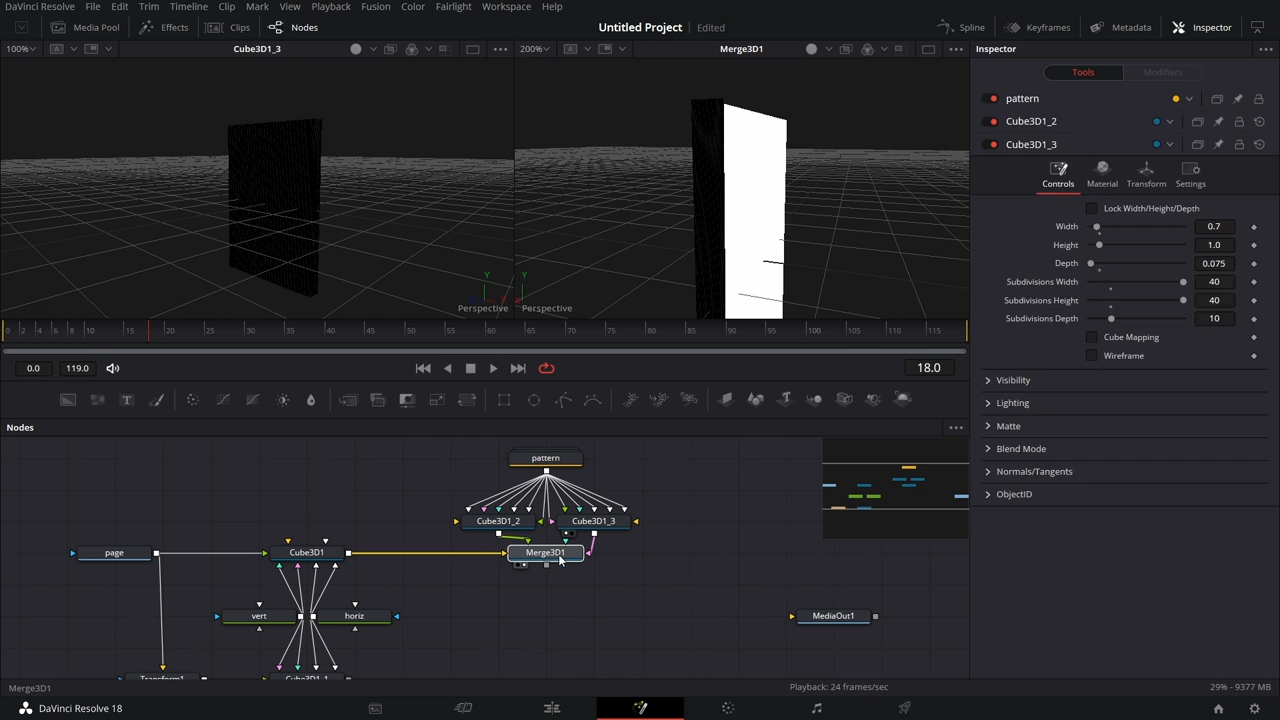 DaVinci Resolve File Edit Trim Timeline Clip Mark View Playback Fusion Color Fairlight Workspace Help
Media Pool Effects Clips Nodes Untitled Project Edited Spline Keyframes Metadata Inspector
100% Cube3D1_3 200% Merge3D1 Inspector
Tools Modifiers
pattern
Cube3D1_2
Cube3D1_3
Controls Material Transform Settings
Lock Width/Height/Depth
Width 0.7
Height 1.0
Depth 0.075
Subdivisions Width 40
Subdivisions Height 40
Subdivisions Depth 10
Cube Mapping
Wireframe
Visibility
Lighting
Matte
Blend Mode
Normals/Tangents
ObjectID
Y Y
Perspective Perspective
0 2 4 6 8 10 15 20 25 30 35 40 45 50 55 60 65 70 75 80 85 90 95 100 105 110 115
0.0 119.0 18.0
Nodes
pattern
Cube3D1_2 Cube3D1_3
page Cube3D1 Merge3D1
vert horiz MediaOut1
Transform1 Cube3D1_1
Merge3D1 Playback: 24 frames/sec 29% - 9377 MB
DaVinci Resolve 18